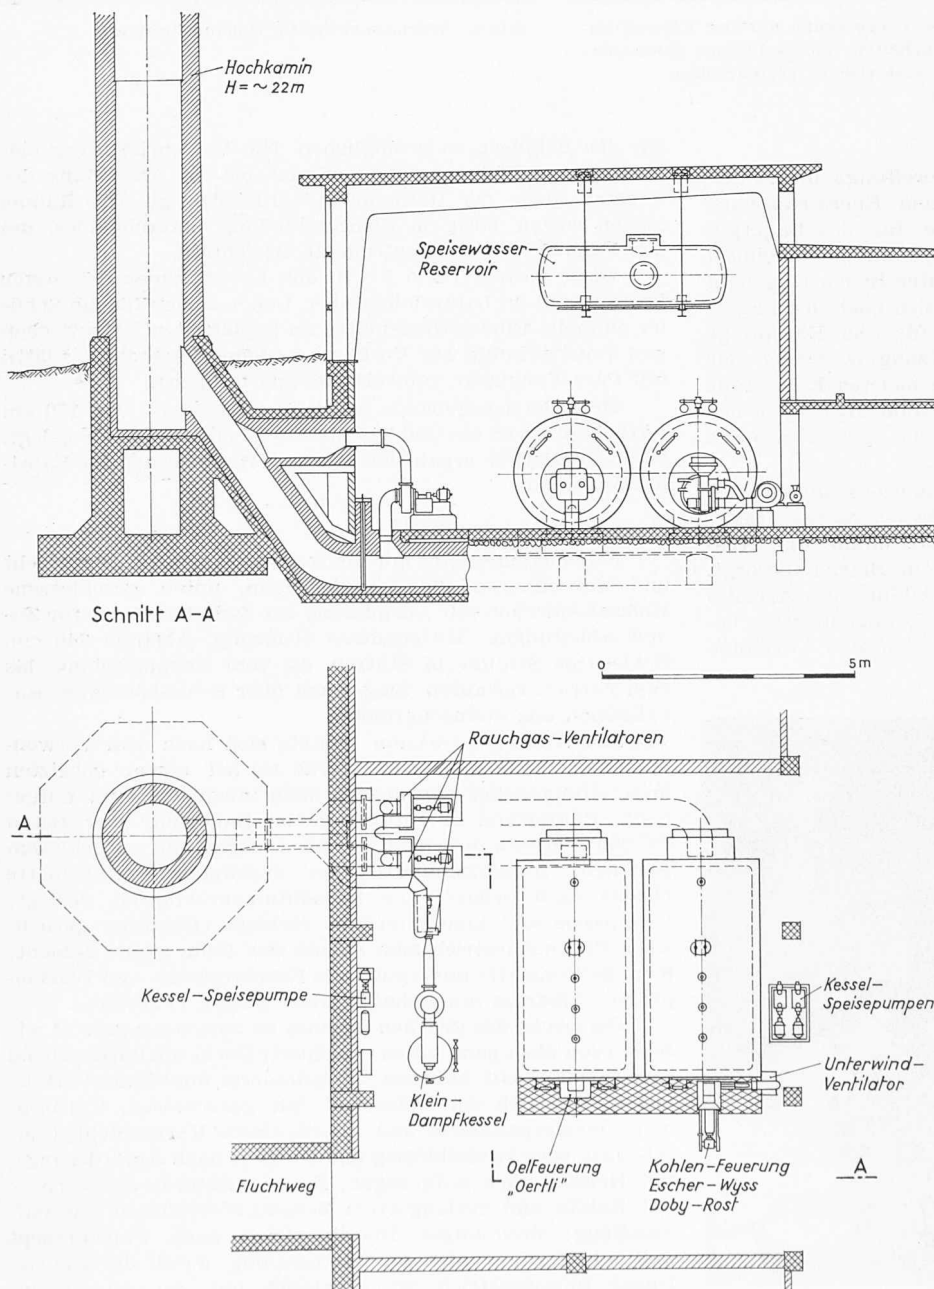 Hochkamin
H = ~ 22m
Speisewasser-
Reservoir
Schnitt A-A
0
5 m
Rauchgas-Ventilatoren
A
Kessel-Speisepumpe
Kessel-
Speisepumpen
Unterwind-
Ventilator
Klein-
Dampfkessel
OelFeuerung
„Oertli"
Kohlen-Feuerung
Escher-Wyss
Doby-Rost
A
Fluchtweg